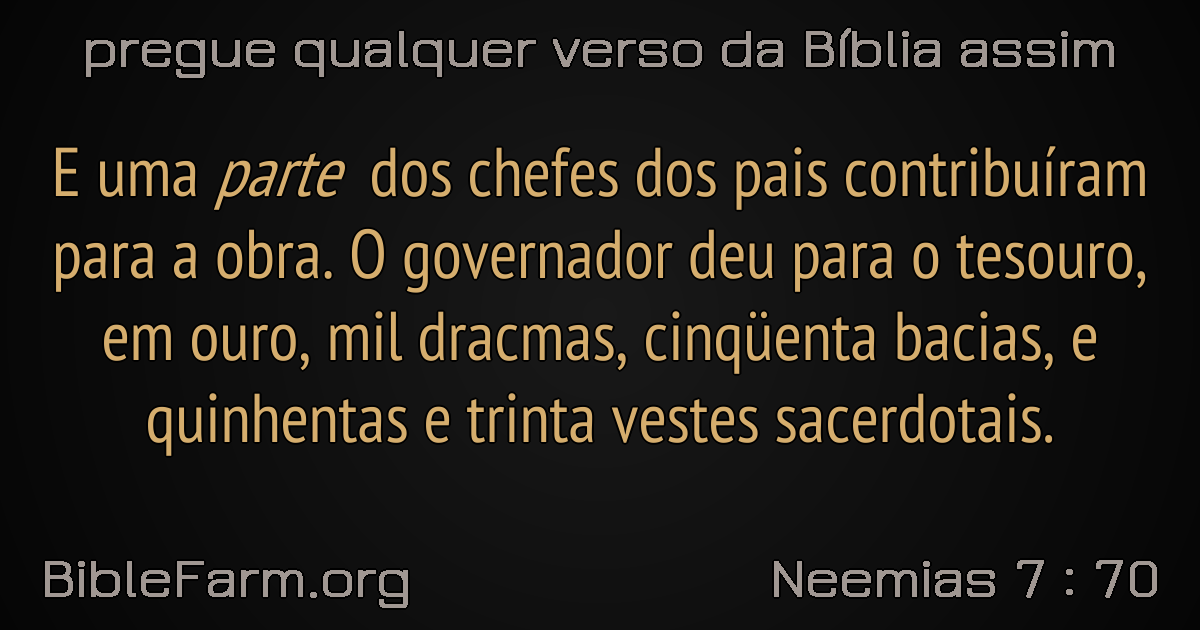 pregue qualquer verso da Bíblia assim
E uma parte dos chefes dos pais contribuíram
para a obra. O governador deu para o tesouro,
em ouro, mil dracmas, cinqüenta bacias, e
quinhentas e trinta vestes sacerdotais.
BibleFarm.org
Neemias 7 : 70